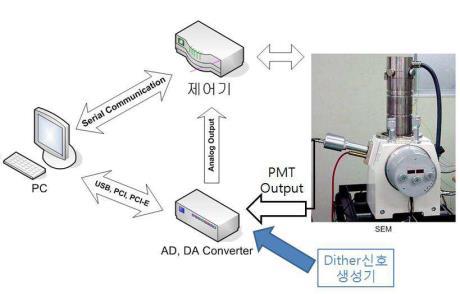 제어기
Serial Communication
Analog Output
PC
USB, PCI, PCI-E
PMT
Output
SEM
AD, DA Converter
Dither신호
생성기